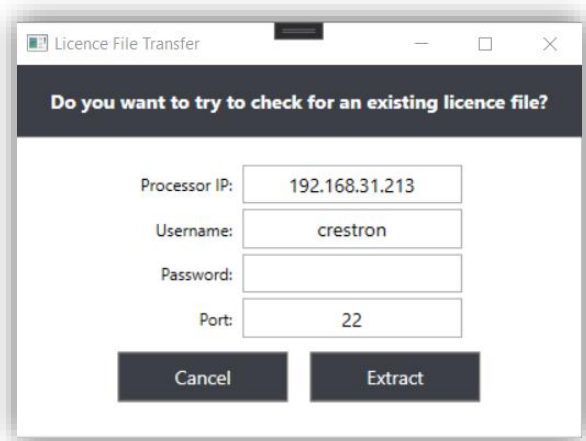 Licence File Transfer
Do you want to try to check for an existing licence file?
Processor IP: 192.168.31.213
Username: crestron
Password:
Port: 22
Cancel Extract